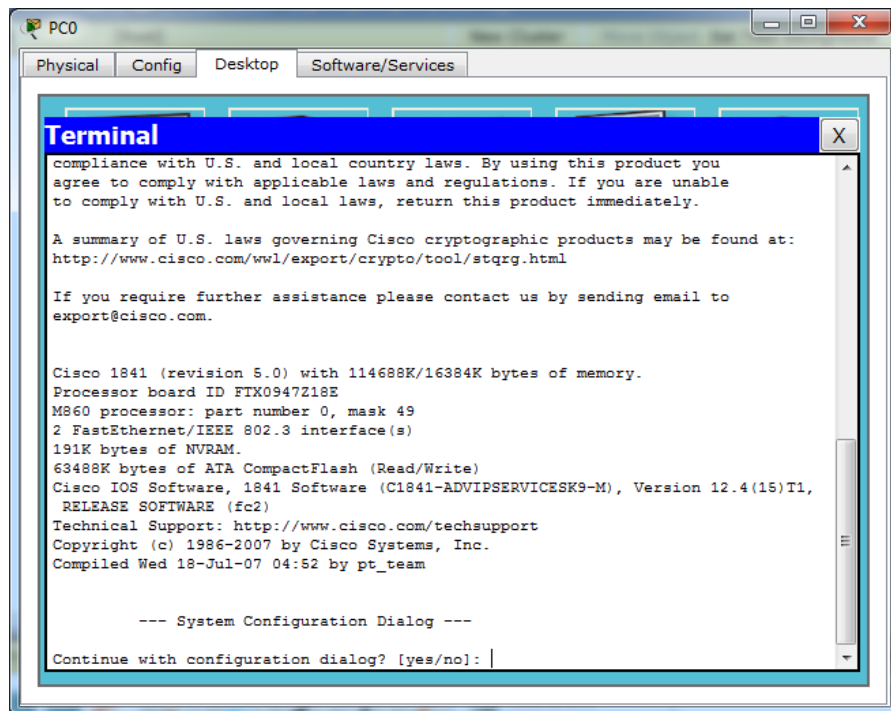 PC0
Physical Config Desktop Software/Services
Terminal X
compliance with U.S. and local country laws. By using this product you
agree to comply with applicable laws and regulations. If you are unable
to comply with U.S. and local laws, return this product immediately.
A summary of U.S. laws governing Cisco cryptographic products may be found at:
http://www.cisco.com/wwl/export/crypto/tool/stqrg.html
If you require further assistance please contact us by sending email to
export@cisco.com.
Cisco 1841 (revision 5.0) with 114688K/16384K bytes of memory.
Processor board ID FTX0947Z18E
M860 processor: part number 0, mask 49
2 FastEthernet/IEEE 802.3 interface(s)
191K bytes of NVRAM.
63488K bytes of ATA CompactFlash (Read/Write)
Cisco IOS Software, 1841 Software (C1841-ADVIPSERVICESK9-M), Version 12.4(15)T1,
RELEASE SOFTWARE (fc2)
Technical Support: http://www.cisco.com/techsupport
Copyright (c) 1986-2007 by Cisco Systems, Inc.
Compiled Wed 18-Jul-07 04:52 by pt_team
--- System Configuration Dialog ---
Continue with configuration dialog? [yes/no]: